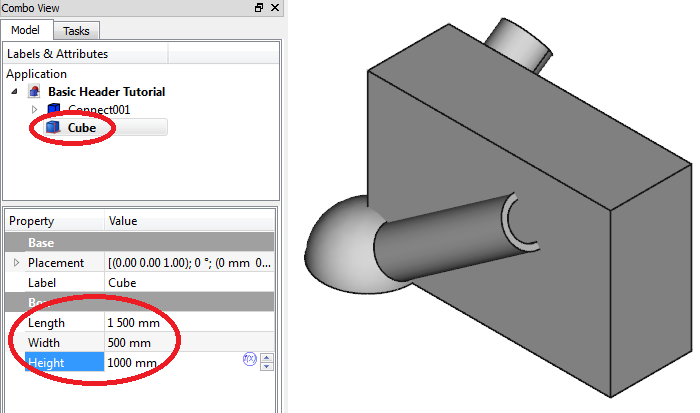 Combo View
Model Tasks
Labels & Attributes
Application
Basic Header Tutorial
Connect001
Cube
Property Value
Base
Placement [(0.00 0.00 1.00); 0 °; (0 mm 0...
Label Cube
Length 1 500 mm
Width 500 mm
Height 1000 mm
f(x)